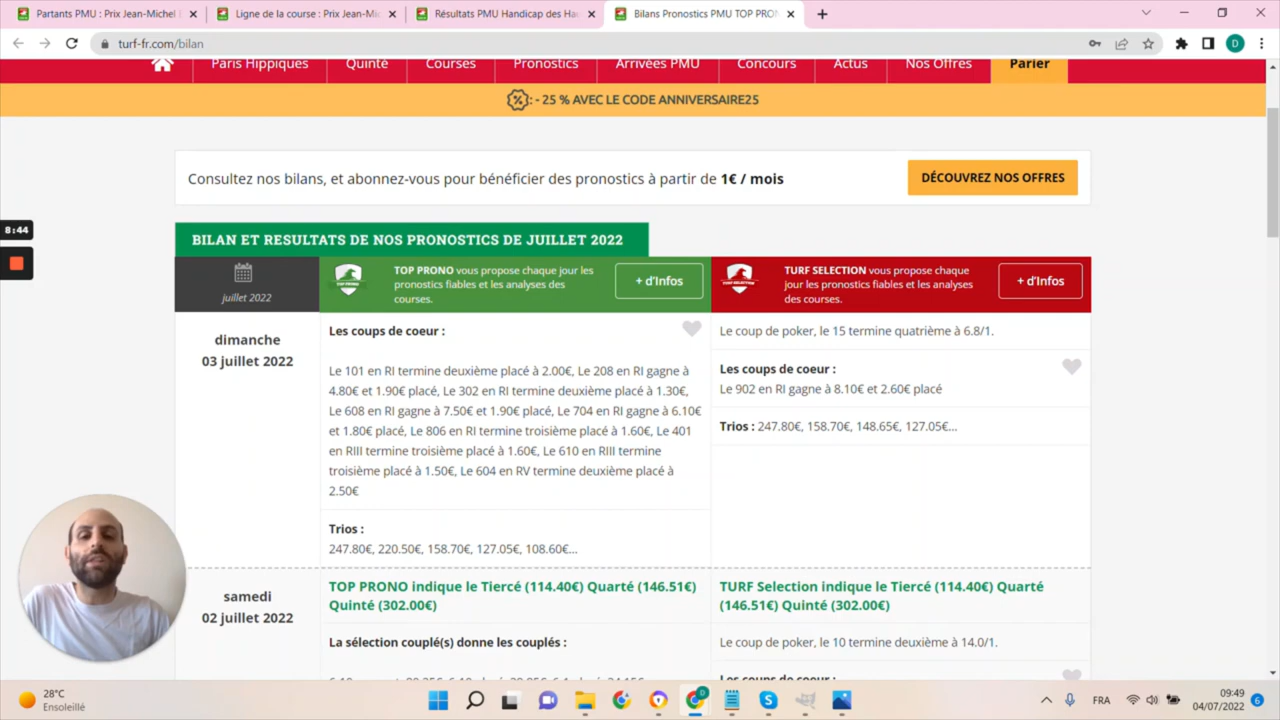 Partants PMU : Prix Jean-Michel
Ligne de la course : Prix Jean-Mi
Résultats PMU Handicap des Ha
Bilans Pronostics PMU TOP PRON
turf-fr.com/bilan
D
Paris Hippiques
Quinté
Courses
Pronostics
Arrivées PMU
Concours
Actus
Nos Offres
Parier
: - 25 % AVEC LE CODE ANNIVERSAIRE25
Consultez nos bilans, et abonnez-vous pour bénéficier des pronostics à partir de 1€ / mois
DÉCOUVREZ NOS OFFRES
8:44
BILAN ET RESULTATS DE NOS PRONOSTICS DE JUILLET 2022
juillet 2022
TOP PRONO vous propose chaque jour les
pronostics fiables et les analyses des
courses.
+ d'Infos
TURF SELECTION vous propose chaque
jour les pronostics fiables et les analyses
des courses.
+ d'Infos
dimanche
03 juillet 2022
Les coups de coeur :
Le 101 en RI termine deuxième placé à 2.00€, Le 208 en RI gagne à
4.80€ et 1.90€ placé, Le 302 en RI termine deuxième placé à 1.30€,
Le 608 en RI gagne à 7.50€ et 1.90€ placé, Le 704 en RI gagne à 6.10€
et 1.80€ placé, Le 806 en RI termine troisième placé à 1.60€, Le 401
en RIII termine troisième placé à 1.60€, Le 610 en RIII termine
troisième placé à 1.50€, Le 604 en RV termine deuxième placé à
2.50€
Trios :
247.80€, 220.50€, 158.70€, 127.05€, 108.60€...
Le coup de poker, le 15 termine quatrième à 6.8/1.
Les coups de coeur :
Le 902 en RI gagne à 8.10€ et 2.60€ placé
Trios : 247.80€, 158.70€, 148.65€, 127.05€...
samedi
02 juillet 2022
TOP PRONO indique le Tiercé (114.40€) Quarté (146.51€)
Quinté (302.00€)
La sélection couplé(s) donne les couplés :
TURF Selection indique le Tiercé (114.40€) Quarté
(146.51€) Quinté (302.00€)
Le coup de poker, le 10 termine deuxième à 14.0/1.
Les coups de coeur :
28°C
Ensoleillé
FRA
09:49
04/07/2022
6